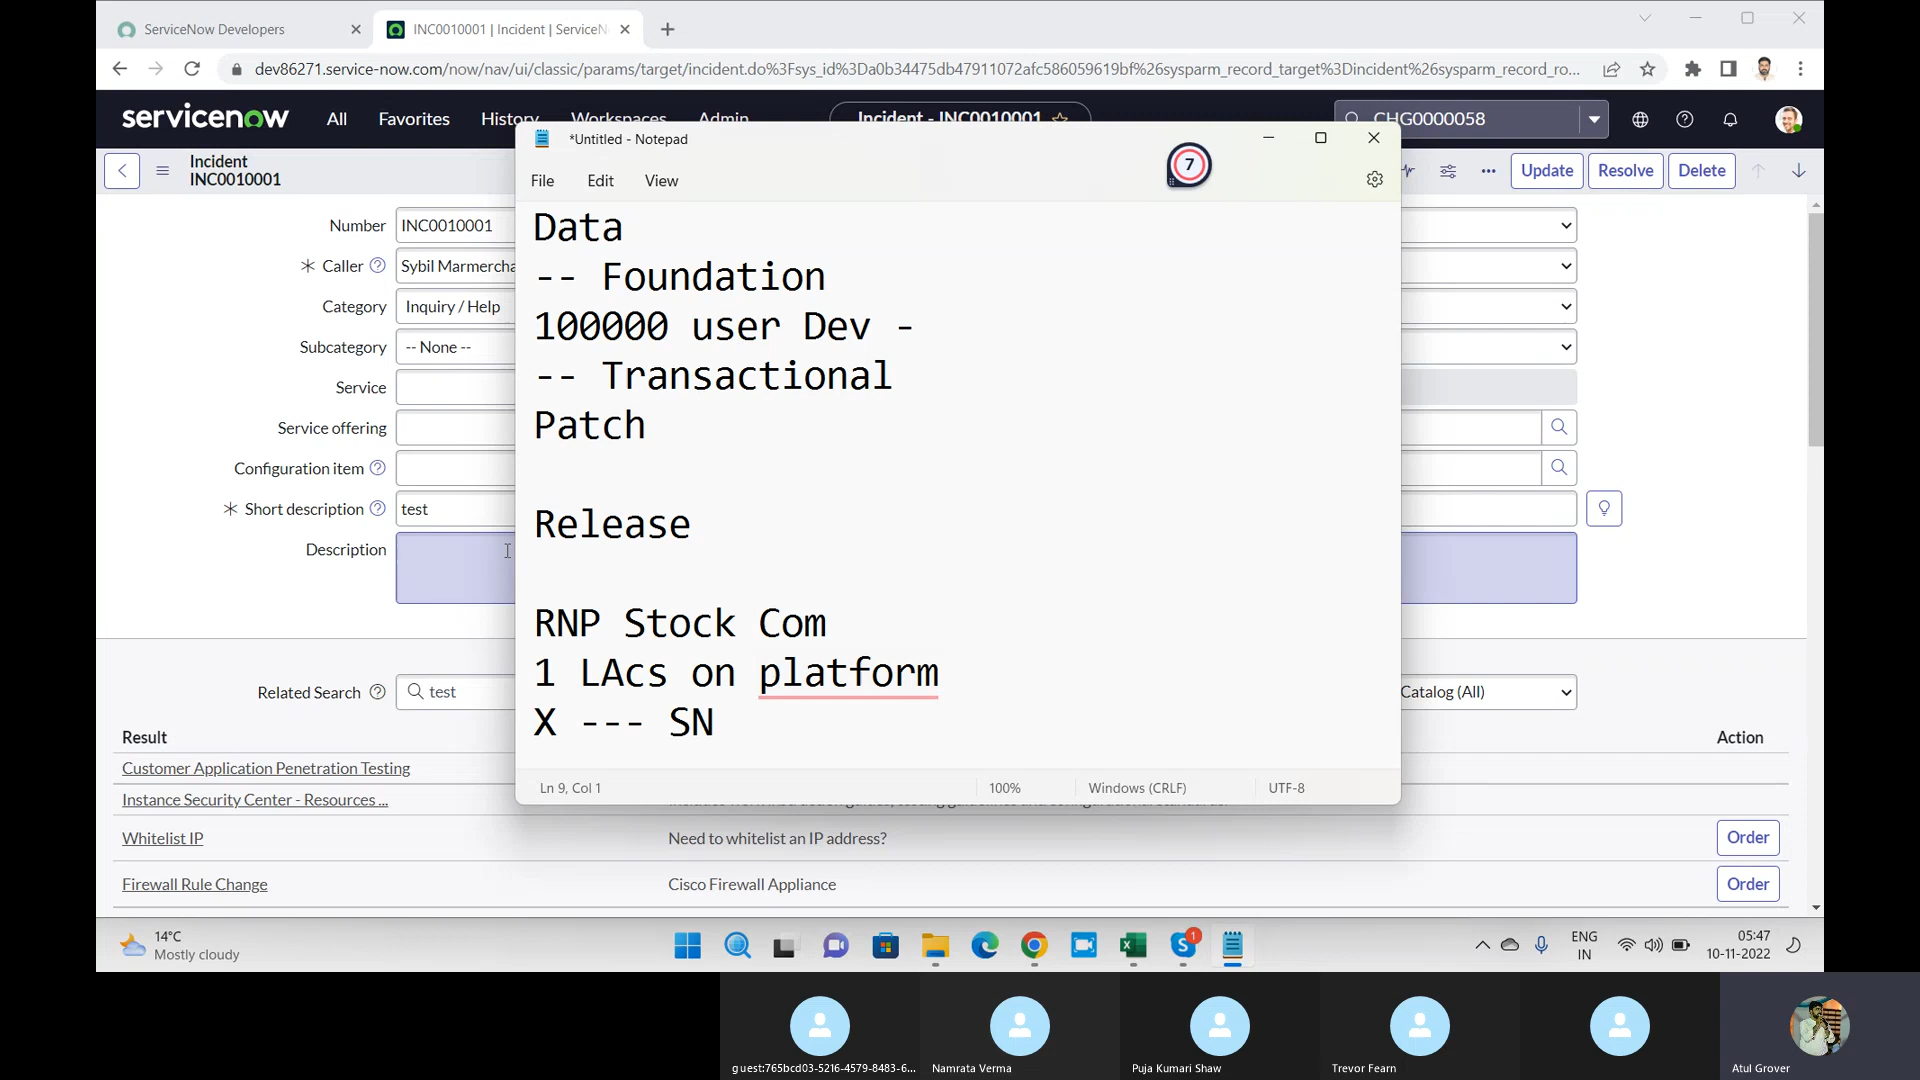 ServiceNow Developers
INC0010001 | Incident | ServiceN
dev86271.service-now.com/now/nav/ui/classic/params/target/incident.do%3Fsys_id%3Da0b34475db47911072afc586059619bf%26sysparm_record_target%3Dincident%26sysparm_record_ro...
servicenow
All
Favorites
History
Workspaces
Admin
Incident - INC0010001
CHG0000058
*Untitled - Notepad
7
File
Edit
View
Incident
INC0010001
Update
Resolve
Delete
Number
INC0010001
Caller
Sybil Marmercha
Category
Inquiry / Help
Subcategory
-- None --
Service
Service offering
Configuration item
Short description
test
Description
Data
-- Foundation
100000 user Dev -
-- Transactional
Patch
Release
RNP Stock Com
1 LAcs on platform
X --- SN
Ln 9, Col 1
100%
Windows (CRLF)
UTF-8
Related Search
test
Catalog (All)
Result
Action
Customer Application Penetration Testing
Instance Security Center - Resources ...
Whitelist IP
Need to whitelist an IP address?
Order
Firewall Rule Change
Cisco Firewall Appliance
Order
14°C
Mostly cloudy
1
ENG
IN
05:47
10-11-2022
guest:765bcd03-5216-4579-8483-6...
Namrata Verma
Puja Kumari Shaw
Trevor Fearn
Atul Grover